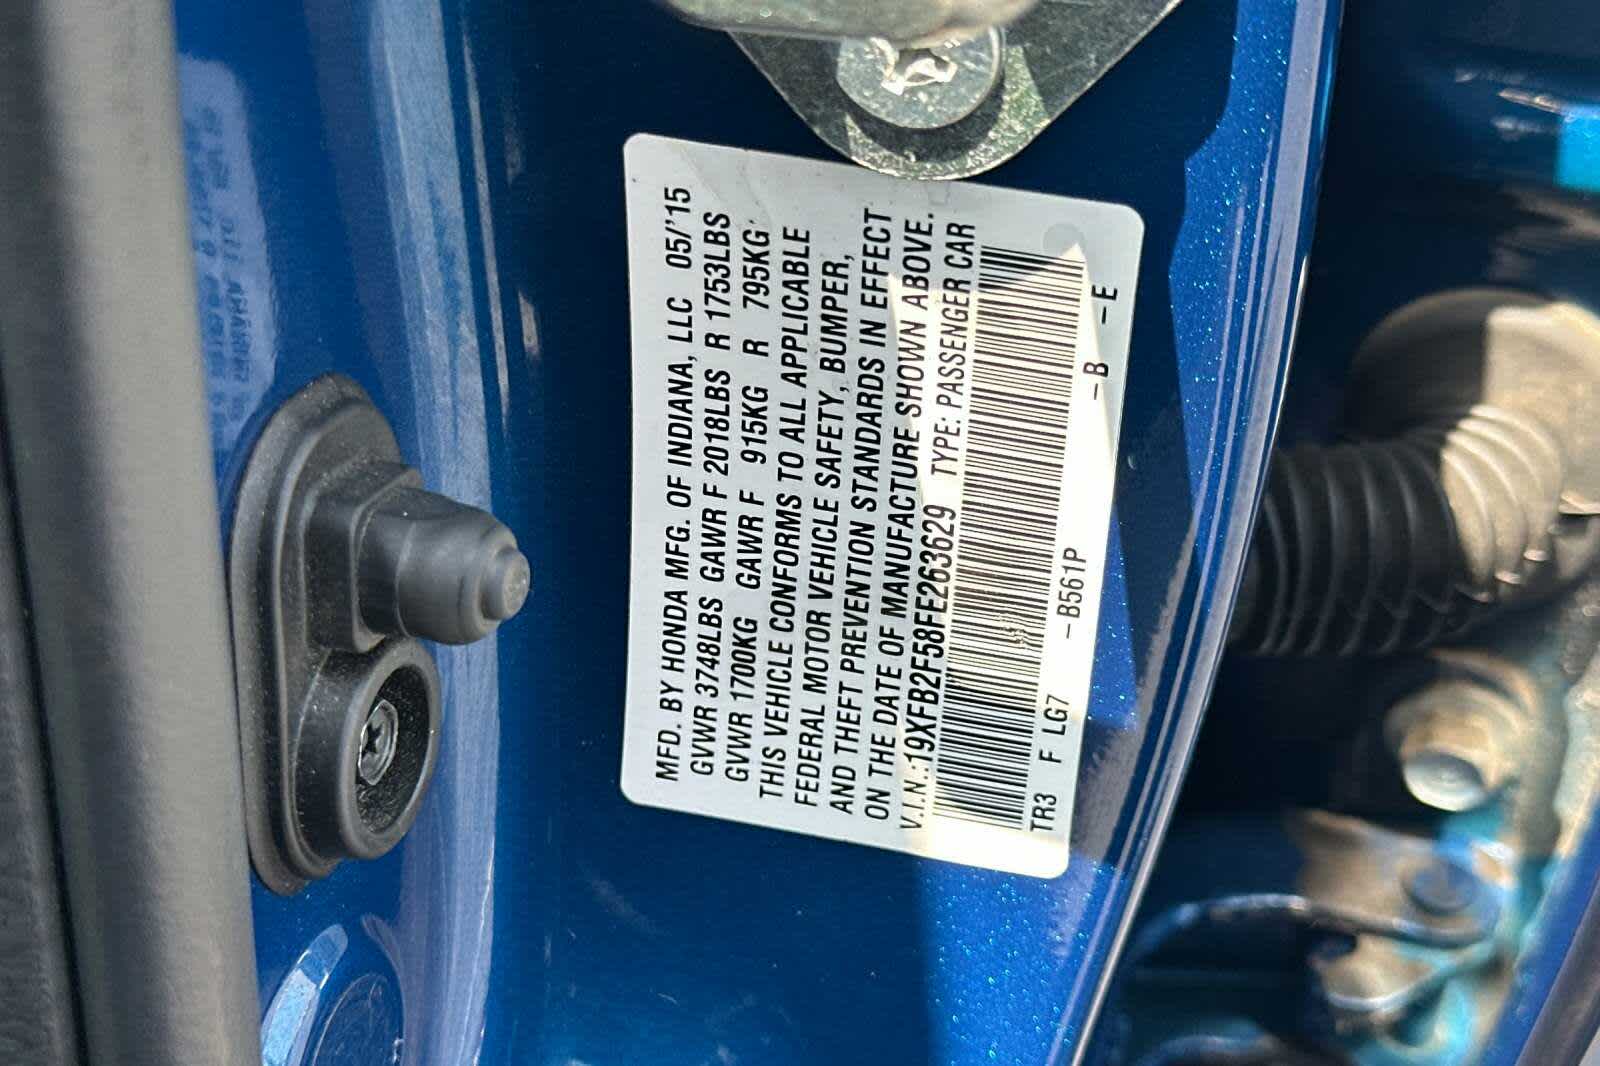 MFD. BY HONDA MFG. OF INDIANA, LLC 05/'15
GVWR 3748LBS GAWR F 2018LBS R 1753LBS
GVWR 1700KG GAWR F 915KG R 795KG
THIS VEHICLE CONFORMS TO ALL APPLICABLE
FEDERAL MOTOR VEHICLE SAFETY, BUMPER,
AND THEFT PREVENTION STANDARDS IN EFFECT
ON THE DATE OF MANUFACTURE SHOWN ABOVE.
V.I.N.:19XFB2F58FE263629 TYPE: PASSENGER CAR
TR3 F LG7 -B561P -B -E